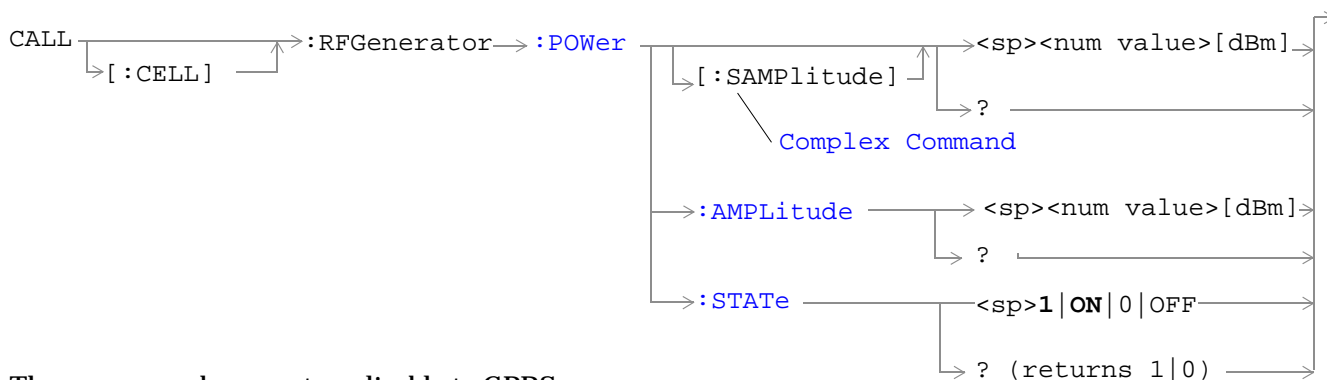 CALL :RFGenerator :POWer <sp><num value>[dBm]
[:CELL] [:SAMPlitude]
?
Complex Command
:AMPLitude <sp><num value>[dBm]
?
:STATe <sp>1|ON|0|OFF
? (returns 1|0)